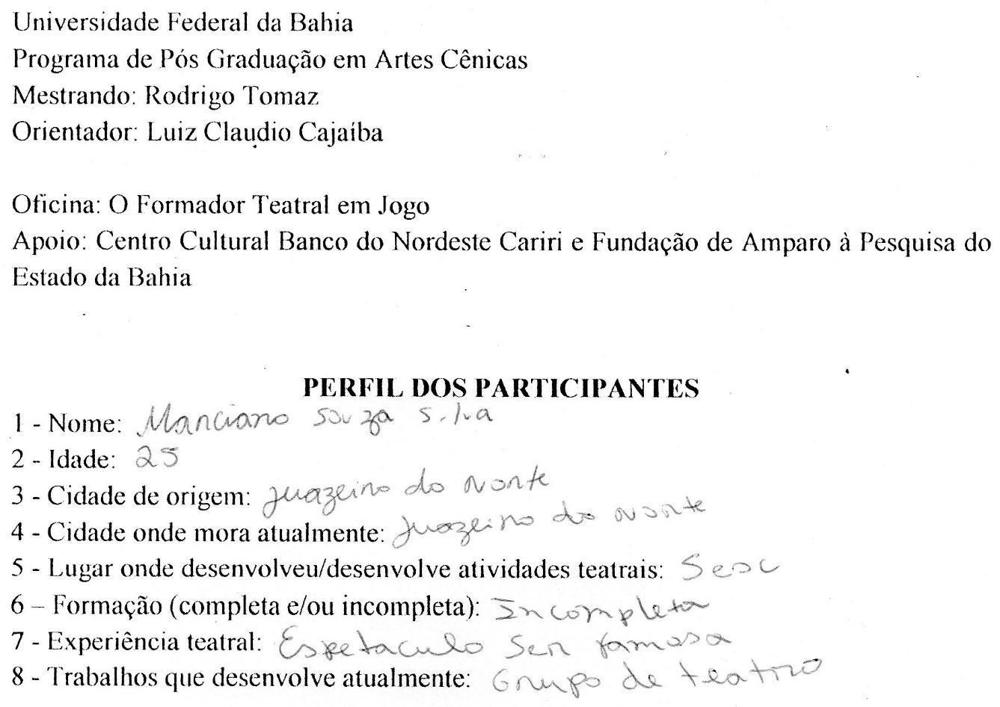 Universidade Federal da Bahia
Programa de Pós Graduação em Artes Cênicas
Mestrando: Rodrigo Tomaz
Orientador: Luiz Claudio Cajaíba
Oficina: O Formador Teatral em Jogo
Apoio: Centro Cultural Banco do Nordeste Cariri e Fundação de Amparo à Pesquisa do
Estado da Bahia
PERFIL DOS PARTICIPANTES
1 - Nome: Marciano Souza Silva
2 - Idade: 25
3 - Cidade de origem: Juazeiro do Norte
4 - Cidade onde mora atualmente: Juazeiro do Norte
5 - Lugar onde desenvolveu/desenvolve atividades teatrais: Sesc
6 – Formação (completa e/ou incompleta): Incompleta
7 - Experiência teatral: Espetaculo Ser famosa
8 - Trabalhos que desenvolve atualmente: Grupo de teatro